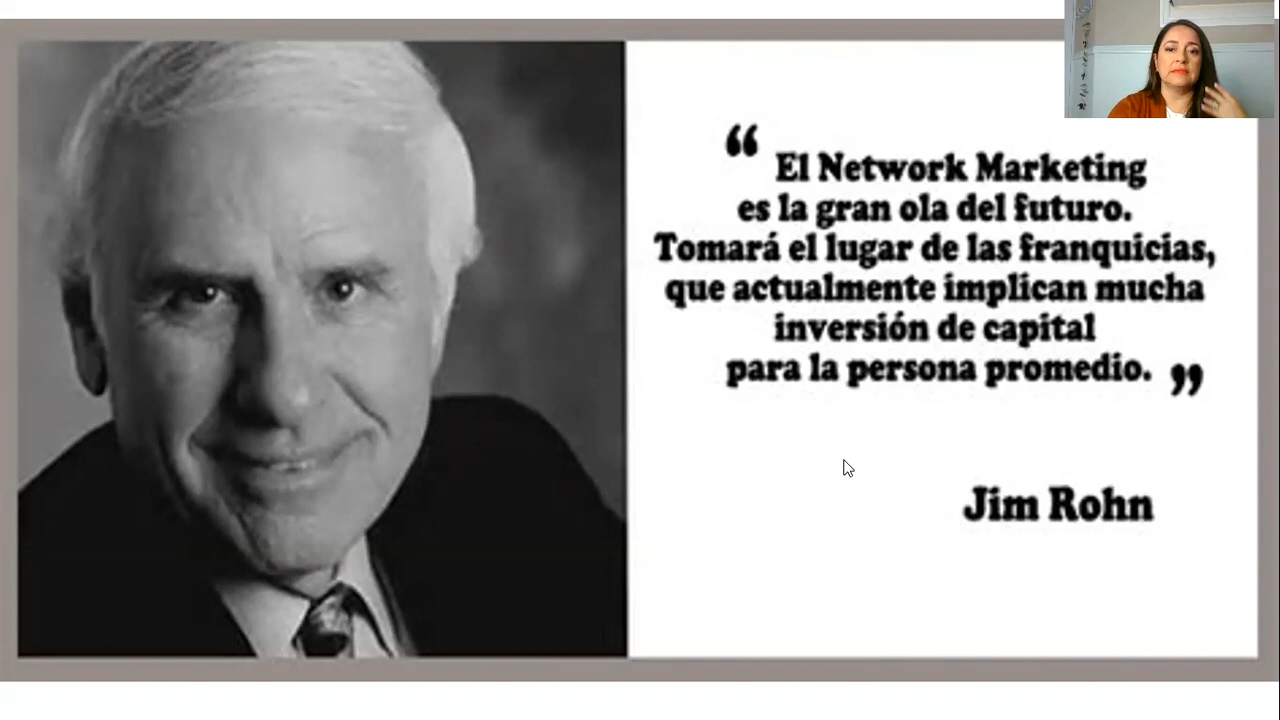 “ El Network Marketing
es la gran ola del futuro.
Tomará el lugar de las franquicias,
que actualmente implican mucha
inversión de capital
para la persona promedio. ”
Jim Rohn